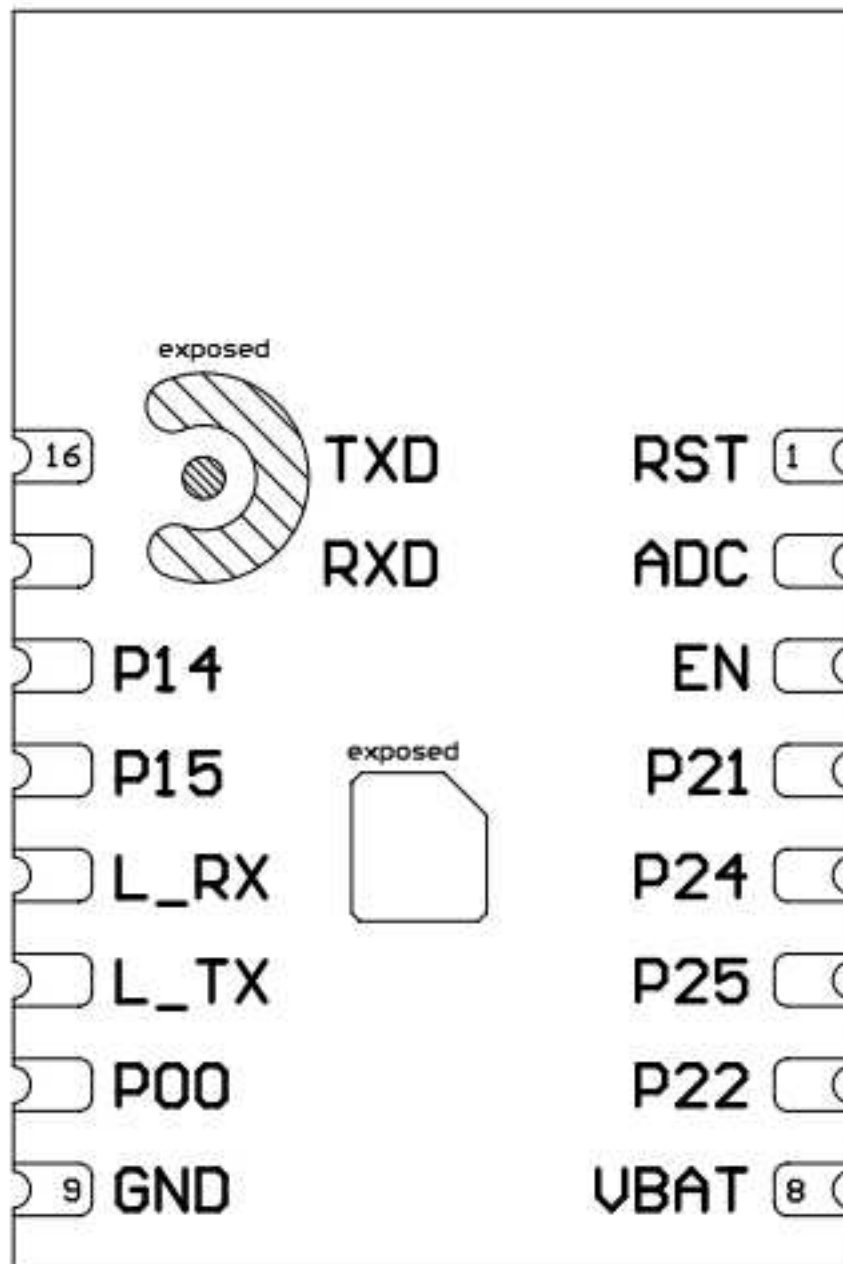 exposed
16 TXD RST 1
RXD ADC
P14 EN
P15 exposed P21
L_RX P24
L_TX P25
P00 P22
9 GND VBAT 8